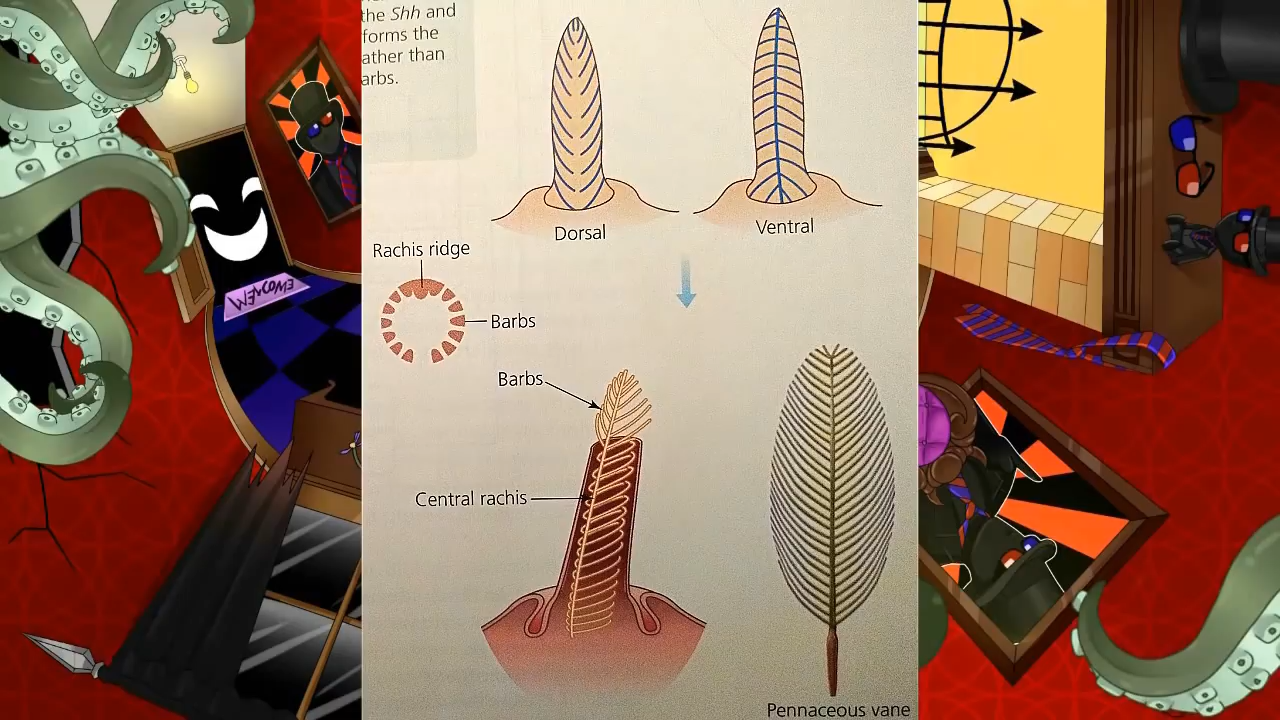 the Shh and
forms the
ather than
arbs.
Dorsal
Ventral
Rachis ridge
Barbs
Barbs
Central rachis
Pennaceous vane
WELCOME